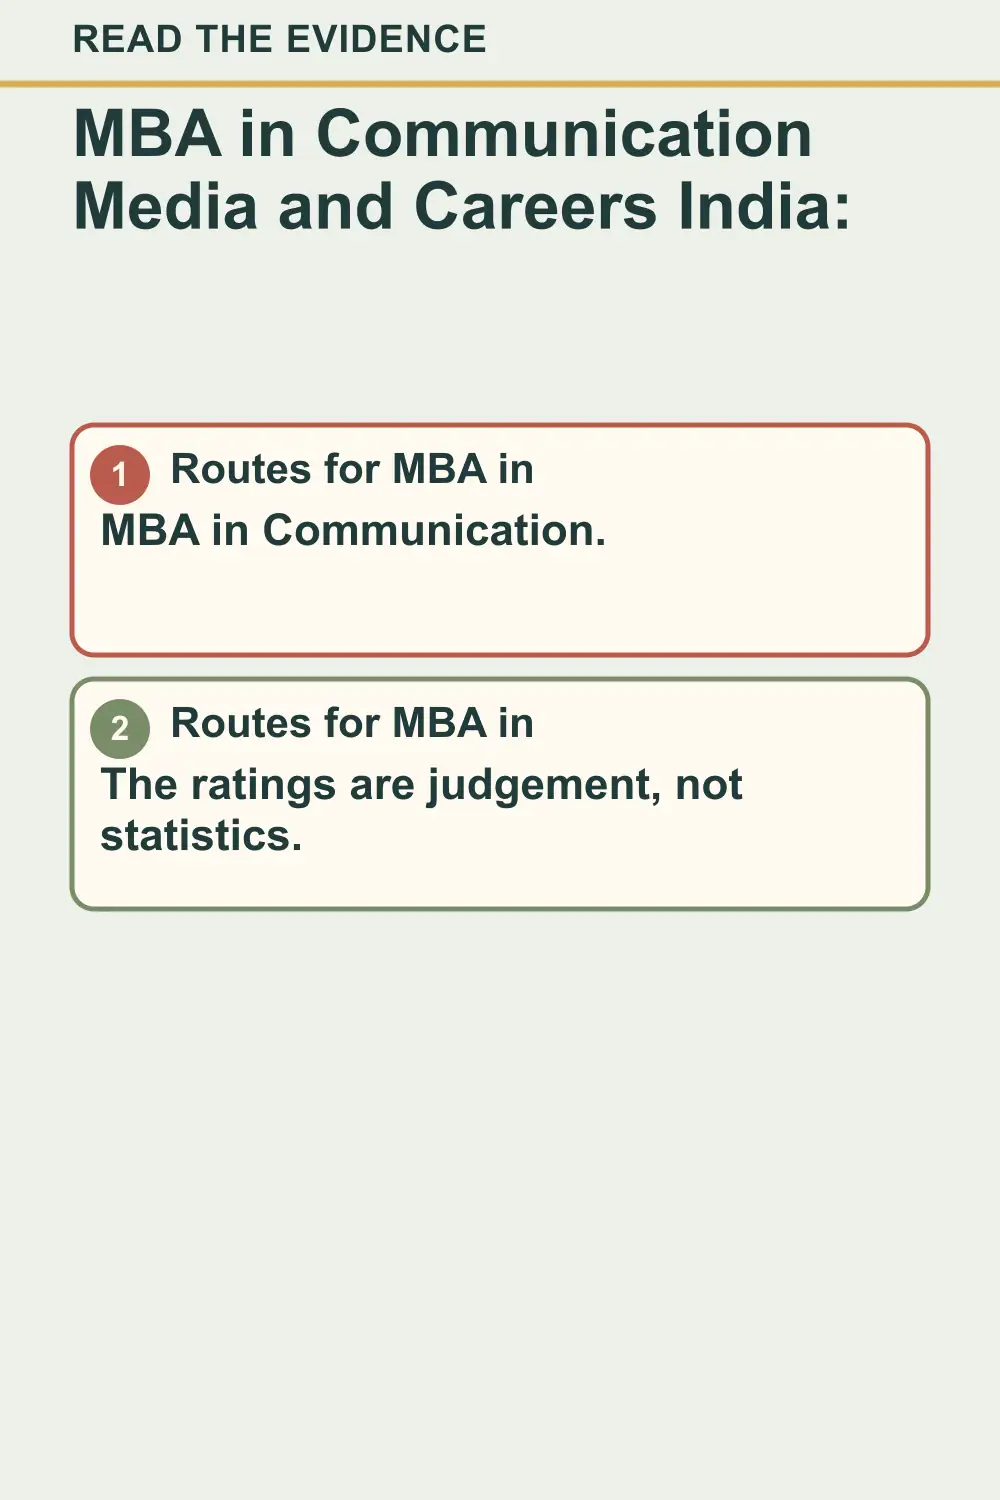 READ THE EVIDENCE
MBA in Communication
Media and Careers India:
1 Routes for MBA in
MBA in Communication.
2 Routes for MBA in
The ratings are judgement, not
statistics.